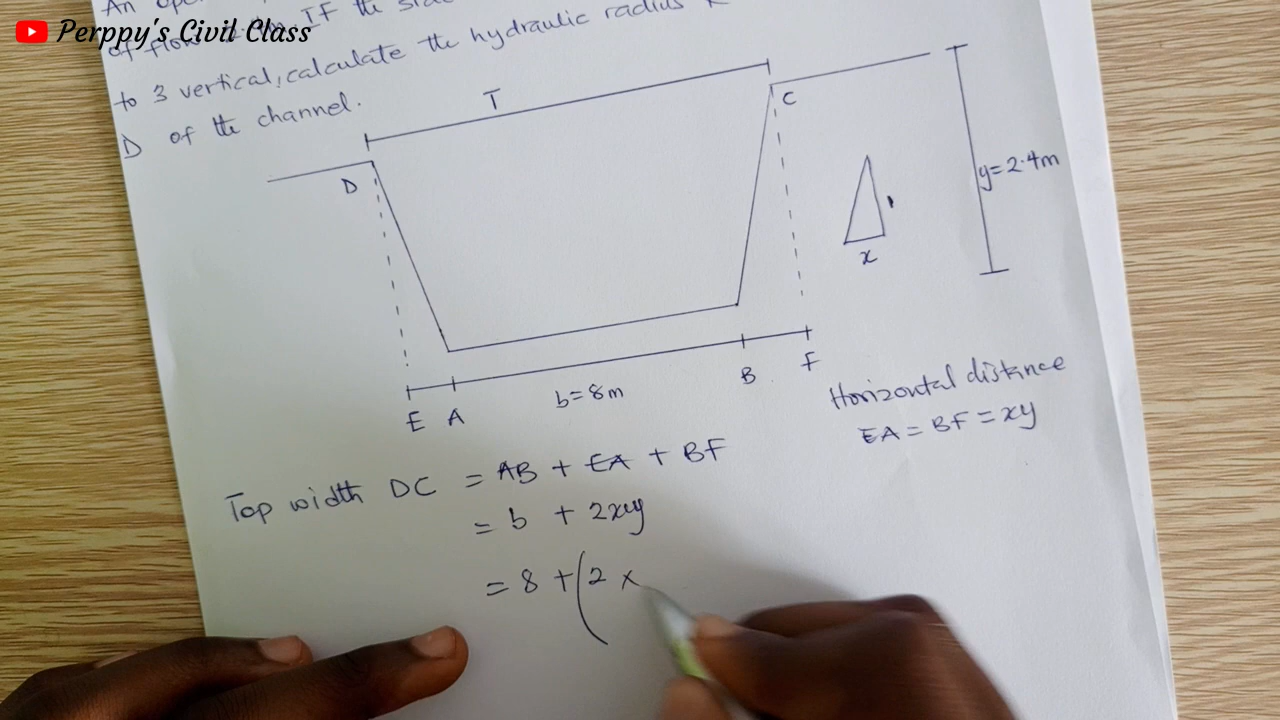 An
Perppy's Civil Class
of flow IF the
to 3 vertical, calculate the hydraulic radius
D of the channel.
T
C
D
y=2.4m
x
E A
b=8m
B F
Horizontal distance
EA = BF = xy
Top width DC = AB + EA + BF
= b + 2xy
= 8 + (2 x